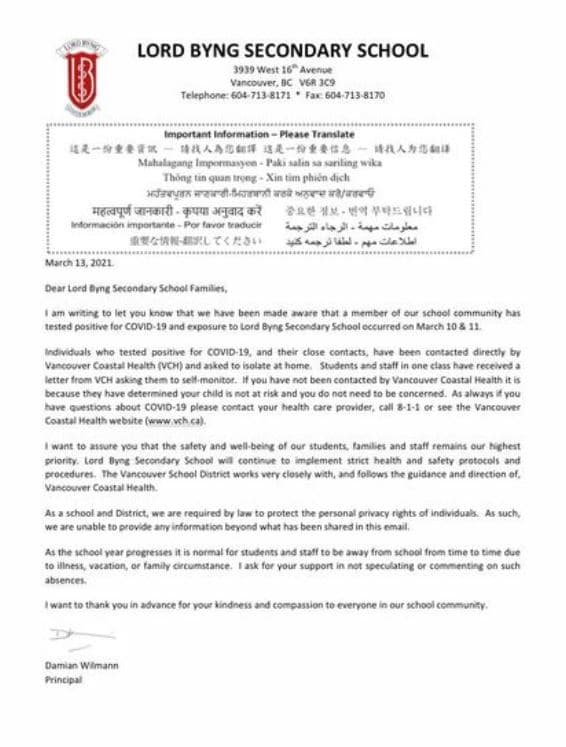 LORD BYNG
LORD BYNG SECONDARY SCHOOL
3939 West 16th Avenue
Vancouver, BC V6R 3C9
Telephone: 604-713-8171 * Fax: 604-713-8170
Important Information – Please Translate
這是一份重要資訊 — 請找人為您翻譯 这是一份重要信息 — 请找人为您翻译
Mahalagang Impormasyon - Paki salin sa sariling wika
Thông tin quan trọng - Xin tìm phiên dịch
ਮਹੱਤਵਪੂਰਨ ਜਾਣਕਾਰੀ-ਮਿਹਰਬਾਨੀ ਕਰਕੇ ਅਨੁਵਾਦ ਕਰੋ/ਕਰਵਾਓ
महत्वपूर्ण जानकारी - कृपया अनुवाद करें 중요한 정보 - 번역 부탁드립니다
Información importante - Por favor traducir معلومات مهمة - الرجاء الترجمة
重要な情報-翻訳してください اطلاعات مهم - لطفا ترجمه کنید
March 13, 2021.
Dear Lord Byng Secondary School Families,
I am writing to let you know that we have been made aware that a member of our school community has
tested positive for COVID-19 and exposure to Lord Byng Secondary School occurred on March 10 & 11.
Individuals who tested positive for COVID-19, and their close contacts, have been contacted directly by
Vancouver Coastal Health (VCH) and asked to isolate at home. Students and staff in one class have received a
letter from VCH asking them to self-monitor. If you have not been contacted by Vancouver Coastal Health it is
because they have determined your child is not at risk and you do not need to be concerned. As always if you
have questions about COVID-19 please contact your health care provider, call 8-1-1 or see the Vancouver
Coastal Health website (www.vch.ca).
I want to assure you that the safety and well-being of our students, families and staff remains our highest
priority. Lord Byng Secondary School will continue to implement strict health and safety protocols and
procedures. The Vancouver School District works very closely with, and follows the guidance and direction of,
Vancouver Coastal Health.
As a school and District, we are required by law to protect the personal privacy rights of individuals. As such,
we are unable to provide any information beyond what has been shared in this email.
As the school year progresses it is normal for students and staff to be away from school from time to time due
to illness, vacation, or family circumstance. I ask for your support in not speculating or commenting on such
absences.
I want to thank you in advance for your kindness and compassion to everyone in our school community.
Damian Wilmann
Principal